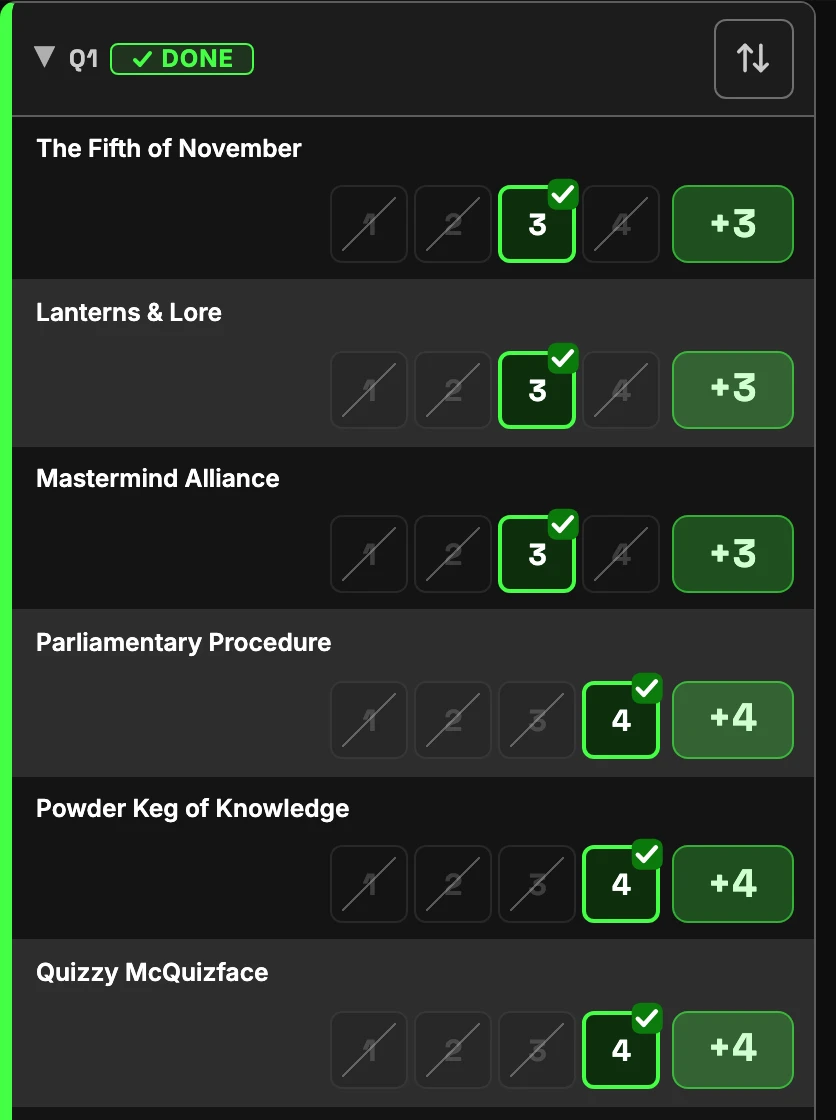 ▼ Q1 ✓ DONE
The Fifth of November
1 2 3 4 +3
Lanterns & Lore
1 2 3 4 +3
Mastermind Alliance
1 2 3 4 +3
Parliamentary Procedure
1 2 3 4 +4
Powder Keg of Knowledge
1 2 3 4 +4
Quizzy McQuizface
1 2 3 4 +4